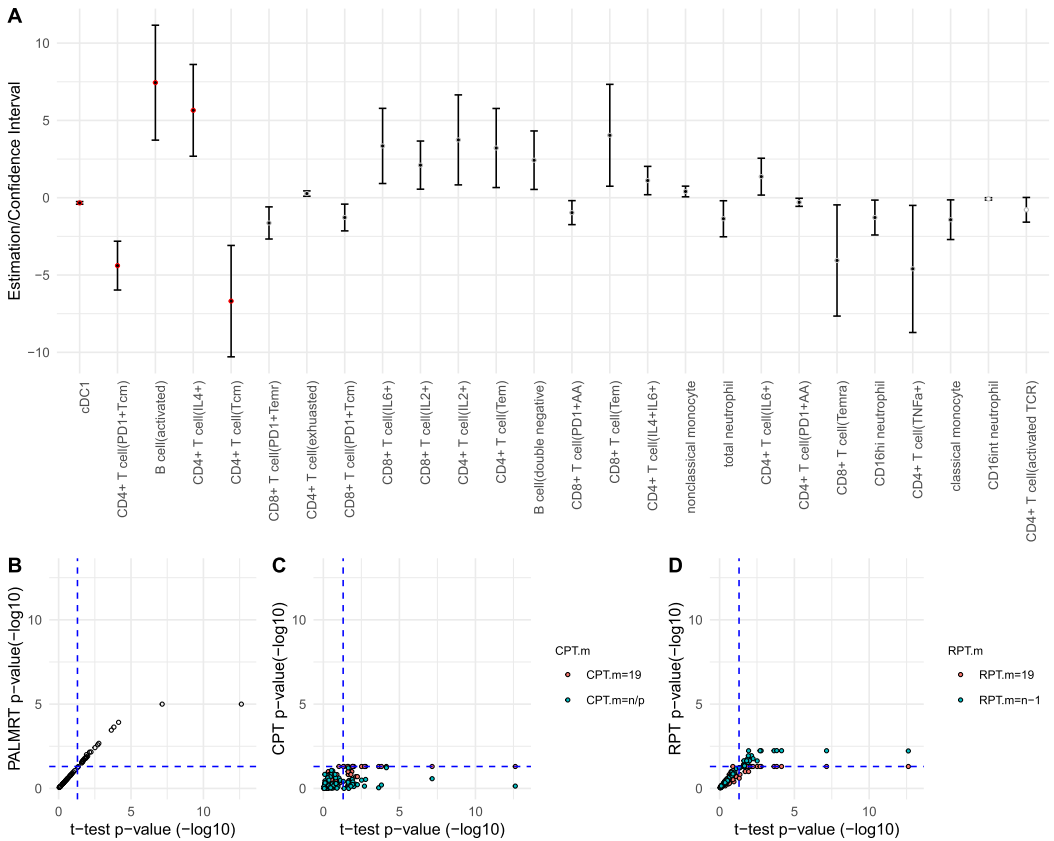 A
Estimation/Confidence Interval
10
5
0
−5
−10
cDC1
CD4+ T cell(PD1+Tcm)
B cell(activated)
CD4+ T cell(IL4+)
CD4+ T cell(Tcm)
CD8+ T cell(PD1+Temr)
CD4+ T cell(exhuasted)
CD8+ T cell(PD1+Tcm)
CD8+ T cell(IL6+)
CD8+ T cell(IL2+)
CD4+ T cell(IL2+)
CD4+ T cell(Tem)
B cell(double negative)
CD8+ T cell(PD1+AA)
CD8+ T cell(Tem)
CD4+ T cell(IL4+IL6+)
nonclassical monocyte
total neutrophil
CD4+ T cell(IL6+)
CD4+ T cell(PD1+AA)
CD8+ T cell(Temra)
CD16hi neutrophil
CD4+ T cell(TNFa+)
classical monocyte
CD16int neutrophil
CD4+ T cell(activated TCR)
B
PALMRT p−value(−log10)
10
5
0
0 5 10
t−test p−value (−log10)
C
CPT p−value(−log10)
10
5
0
0 5 10
t−test p−value (−log10)
CPT.m
CPT.m=19
CPT.m=n/p
D
RPT p−value(−log10)
10
5
0
0 5 10
t−test p−value (−log10)
RPT.m
RPT.m=19
RPT.m=n−1